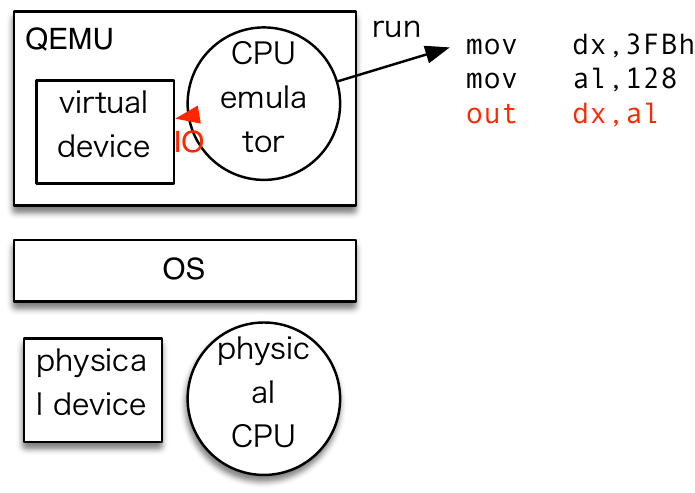 QEMU
CPU
emula
tor
virtual
device
IO
run
mov dx,3FBh
mov al,128
out dx,al
OS
physica
l device
physic
al
CPU